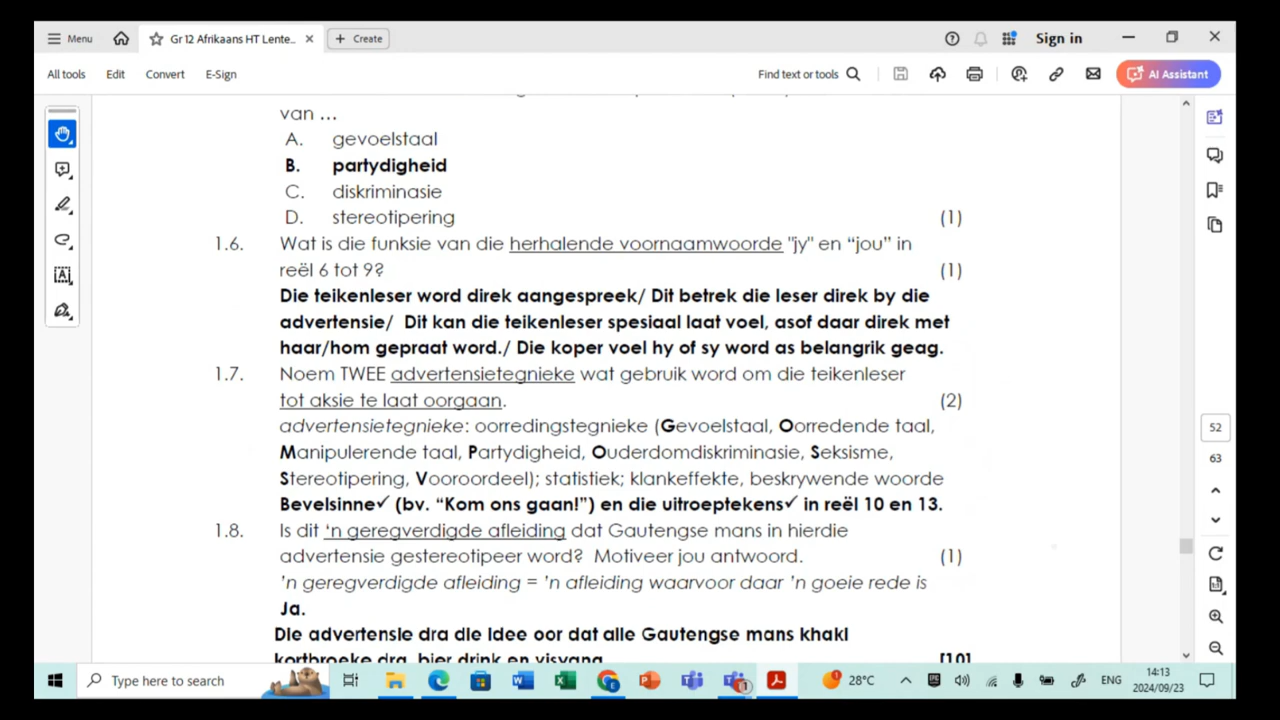 Menu
Gr 12 Afrikaans HT Lente...
Create
Sign in
All tools
Edit
Convert
E-Sign
Find text or tools
AI Assistant
van ...
A. gevoelstaal
B. partydigheid
C. diskriminasie
D. stereotipering (1)
1.6. Wat is die funksie van die herhalende voornaamwoorde "jy" en “jou” in
reël 6 tot 9? (1)
Die teikenleser word direk aangespreek/ Dit betrek die leser direk by die
advertensie/ Dit kan die teikenleser spesiaal laat voel, asof daar direk met
haar/hom gepraat word./ Die koper voel hy of sy word as belangrik geag.
1.7. Noem TWEE advertensietegnieke wat gebruik word om die teikenleser
tot aksie te laat oorgaan. (2)
advertensietegnieke: oorredingstegnieke (Gevoelstaal, Oorredende taal,
Manipulerende taal, Partydigheid, Ouderdomdiskriminasie, Seksisme,
Stereotipering, Vooroordeel); statistiek; klankeffekte, beskrywende woorde
Bevelsinne✓ (bv. “Kom ons gaan!”) en die uitroeptekens✓ in reël 10 en 13.
1.8. Is dit ’n geregverdigde afleiding dat Gautengse mans in hierdie
advertensie gestereotipeer word? Motiveer jou antwoord. (1)
’n geregverdigde afleiding = ’n afleiding waarvoor daar ’n goeie rede is
Ja.
Die advertensie dra die idee oor dat alle Gautengse mans khaki
kortbroeke dra, bier drink en visvang. [10]
52
63
Type here to search
28°C
ENG
14:13
2024/09/23